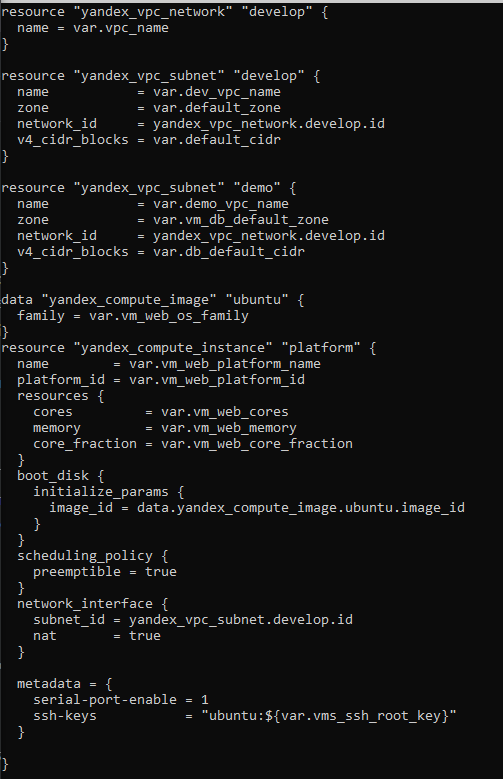 resource "yandex_vpc_network" "develop" {
  name = var.vpc_name
}

resource "yandex_vpc_subnet" "develop" {
  name           = var.dev_vpc_name
  zone           = var.default_zone
  network_id     = yandex_vpc_network.develop.id
  v4_cidr_blocks = var.default_cidr
}

resource "yandex_vpc_subnet" "demo" {
  name           = var.demo_vpc_name
  zone           = var.vm_db_default_zone
  network_id     = yandex_vpc_network.develop.id
  v4_cidr_blocks = var.db_default_cidr
}

data "yandex_compute_image" "ubuntu" {
  family = var.vm_web_os_family
}
resource "yandex_compute_instance" "platform" {
  name        = var.vm_web_platform_name
  platform_id = var.vm_web_platform_id
  resources {
    cores         = var.vm_web_cores
    memory        = var.vm_web_memory
    core_fraction = var.vm_web_core_fraction
  }
  boot_disk {
    initialize_params {
      image_id = data.yandex_compute_image.ubuntu.image_id
    }
  }
  scheduling_policy {
    preemptible = true
  }
  network_interface {
    subnet_id = yandex_vpc_subnet.develop.id
    nat       = true
  }

  metadata = {
    serial-port-enable = 1
    ssh-keys           = "ubuntu:${var.vms_ssh_root_key}"
  }

}